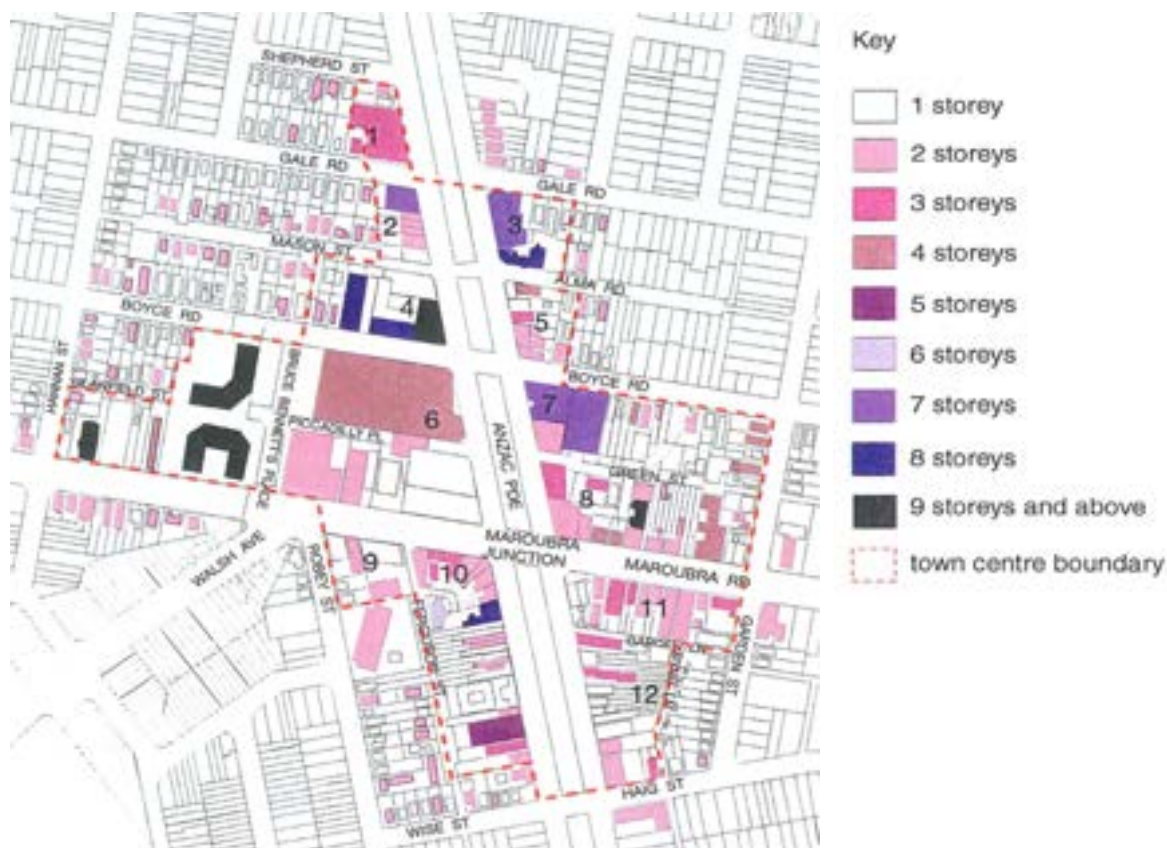 SHEPHERD ST
1
GALE RD
GALE RD
2
3
MASON ST
4
ALMA RD
5
BOYCE RD
BOYCE RD
HANNAN ST
BRUCE BENNETTS PLACE
PICCADILLY PL
6
7
ANZAC PDE
GREEN ST
8
MAROUBRA
JUNCTION
MAROUBRA RD
WALSH AVE
ROBEY ST
9
10
11
GARDEN ST
12
HAIG ST
WISE ST
Key
1 storey
2 storeys
3 storeys
4 storeys
5 storeys
6 storeys
7 storeys
8 storeys
9 storeys and above
town centre boundary